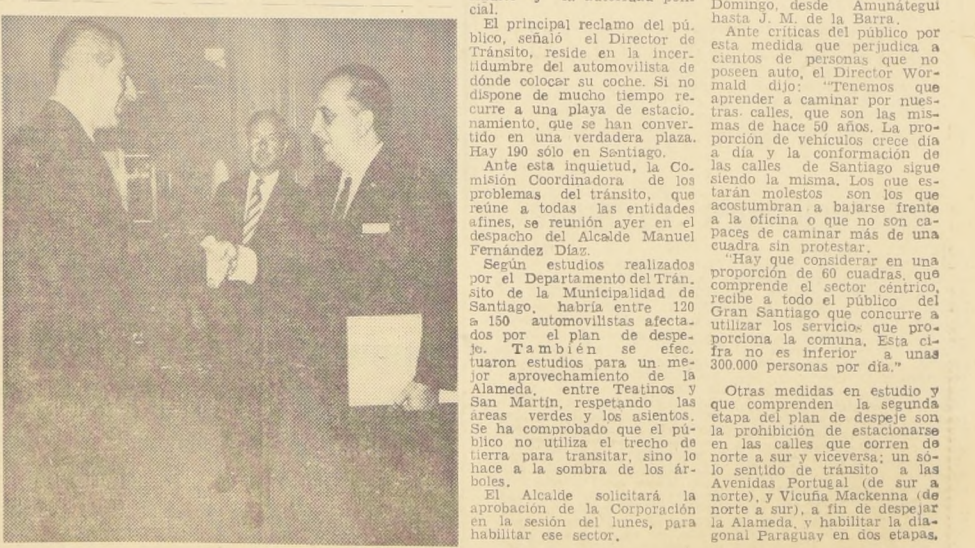 cial.
El principal reclamo del pú-
blico, señaló el Director de
Tránsito, reside en la incer-
tidumbre del automovilista de
dónde colocar su coche. Si no
dispone de mucho tiempo re-
curre a una playa de estacio-
namiento, que se han conver-
tido en una verdadera plaza.
Hay 190 sólo en Santiago.
Ante esta inquietud, la Co-
misión Coordinadora de los
problemas del tránsito, que
reúne a todas las entidades
afines, se reunión ayer en el
despacho del Alcalde Manuel
Fernández Díaz.
Según estudios realizados
por el Departamento del Trán-
sito de la Municipalidad de
Santiago, habría entre 120
a 150 automovilistas afecta-
dos por el plan de despe-
je. También se efec-
tuaron estudios para un me-
jor aprovechamiento de la
Alameda, entre Teatinos y
San Martín, respetando las
áreas verdes y los asientos.
Se ha comprobado que el pú-
blico no utiliza el trecho de
tierra para transitar, sino lo
hace a la sombra de los ár-
boles.
El Alcalde solicitará la
aprobación de la Corporación
en la sesión del lunes, para
habilitar ese sector.
Domingo, desde Amunátegui
hasta J. M. de la Barra.
Ante críticas del público por
esta medida que perjudica a
cientos de personas que no
poseen auto, el Director Wor-
mald dijo: "Tenemos que
aprender a caminar por nues-
tras calles, que son las mis-
mas de hace 50 años. La pro-
porción de vehículos crece día
a día y la conformación de
las calles de Santiago sigue
siendo la misma. Los que es-
tarán molestos son los que
acostumbran a bajarse frente
a la oficina o que no son ca-
paces de caminar más de una
cuadra sin protestar.
"Hay que considerar en una
proporción de 60 cuadras, que
comprende el sector céntrico,
recibe a todo el público del
Gran Santiago que concurre a
utilizar los servicios que pro-
porciona la comuna. Esta ci-
fra no es inferior a unas
300.000 personas por día."
Otras medidas en estudio y
que comprenden la segunda
etapa del plan de despeje son
la prohibición de estacionarse
en las calles que corren de
norte a sur y viceversa; un só-
lo sentido de tránsito a las
Avenidas Portugal (de sur a
norte), y Vicuña Mackenna (de
norte a sur), a fin de despejar
la Alameda, y habilitar la dia-
gonal Paraguay en dos etapas.